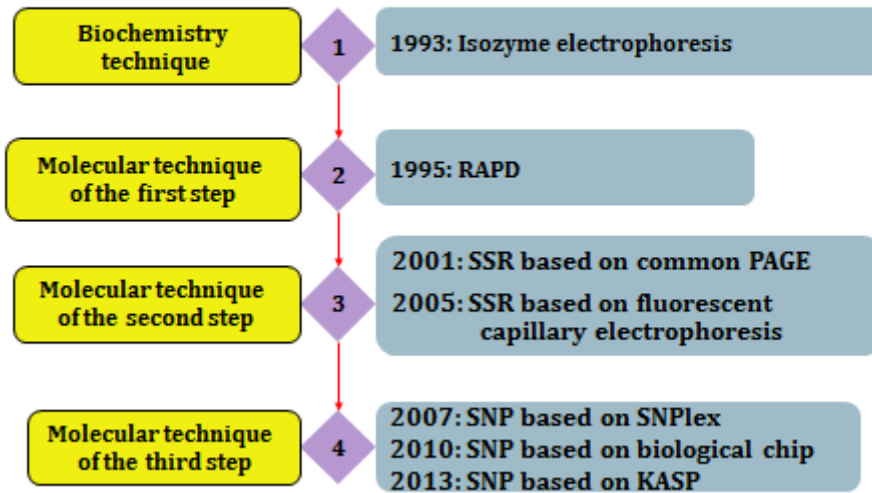 Biochemistry
technique
1
1993: Isozyme electrophoresis
Molecular technique
of the first step
2
1995: RAPD
Molecular technique
of the second step
3
2001: SSR based on common PAGE
2005: SSR based on fluorescent
capillary electrophoresis
Molecular technique
of the third step
4
2007: SNP based on SNPlex
2010: SNP based on biological chip
2013: SNP based on KASP